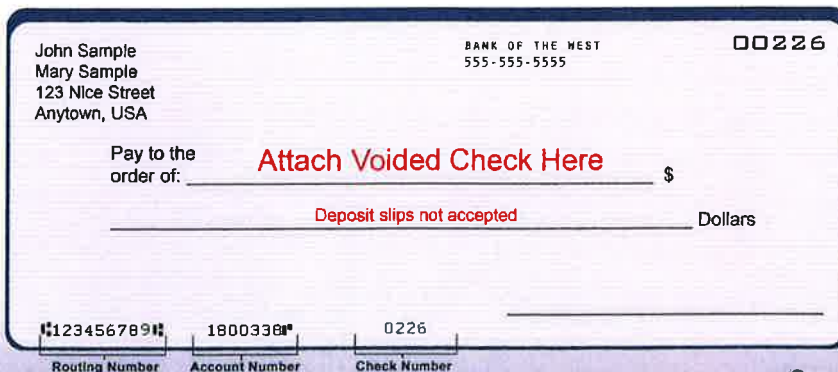 John Sample
Mary Sample
123 Nice Street
Anytown, USA
BANK OF THE WEST
555-555-5555
00226
Pay to the
order of:
Attach Voided Check Here
$
Deposit slips not accepted
Dollars
⑆123456789⑆ 1800338⑈ 0226
Routing Number Account Number Check Number